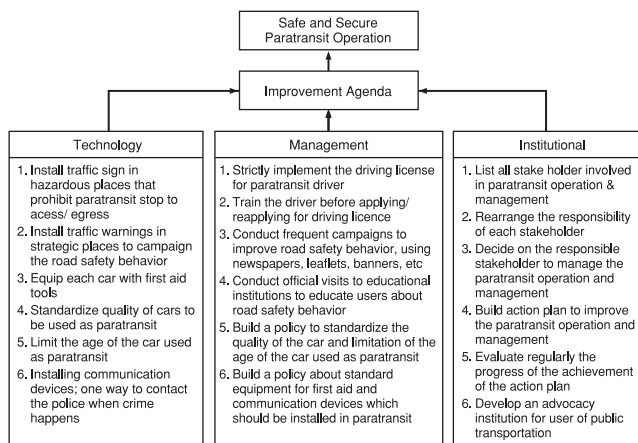 Safe and Secure
Paratransit Operation
Improvement Agenda
Technology
1. Install traffic sign in
hazardous places that
prohibit paratransit stop to
acess/ egress
2. Install traffic warnings in
strategic places to campaign
the road safety behavior
3. Equip each car with first aid
tools
4. Standardize quality of cars to
be used as paratransit
5. Limit the age of the car used
as paratransit
6. Installing communication
devices; one way to contact
the police when crime
happens
Management
1. Strictly implement the driving license
for paratransit driver
2. Train the driver before applying/
reapplying for driving licence
3. Conduct frequent campaigns to
improve road safety behavior, using
newspapers, leaflets, banners, etc
4. Conduct official visits to educational
institutions to educate users about
road safety behavior
5. Build a policy to standardize the
quality of the car and limitation of the
age of the car used as paratransit
6. Build a policy about standard
equipment for first aid and
communication devices which
should be installed in paratransit
Institutional
1. List all stake holder involved
in paratransit operation &
management
2. Rearrange the responsibility
of each stakeholder
3. Decide on the responsible
stakeholder to manage the
paratransit operation and
management
4. Build action plan to improve
the paratransit operation and
management
5. Evaluate regularly the
progress of the achievement
of the action plan
6. Develop an advocacy
institution for user of public
transportation